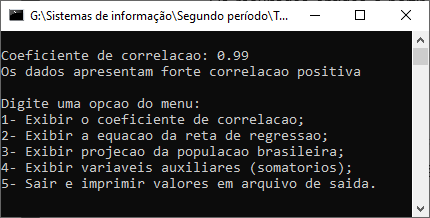 G:\Sistemas de informação\Segundo período\T...
Coeficiente de correlacao: 0.99
Os dados apresentam forte correlacao positiva
Digite uma opcao do menu:
1- Exibir o coeficiente de correlacao;
2- Exibir a equacao da reta de regressao;
3- Exibir projecao da populacao brasileira;
4- Exibir variaveis auxiliares (somatorios);
5- Sair e imprimir valores em arquivo de saida.